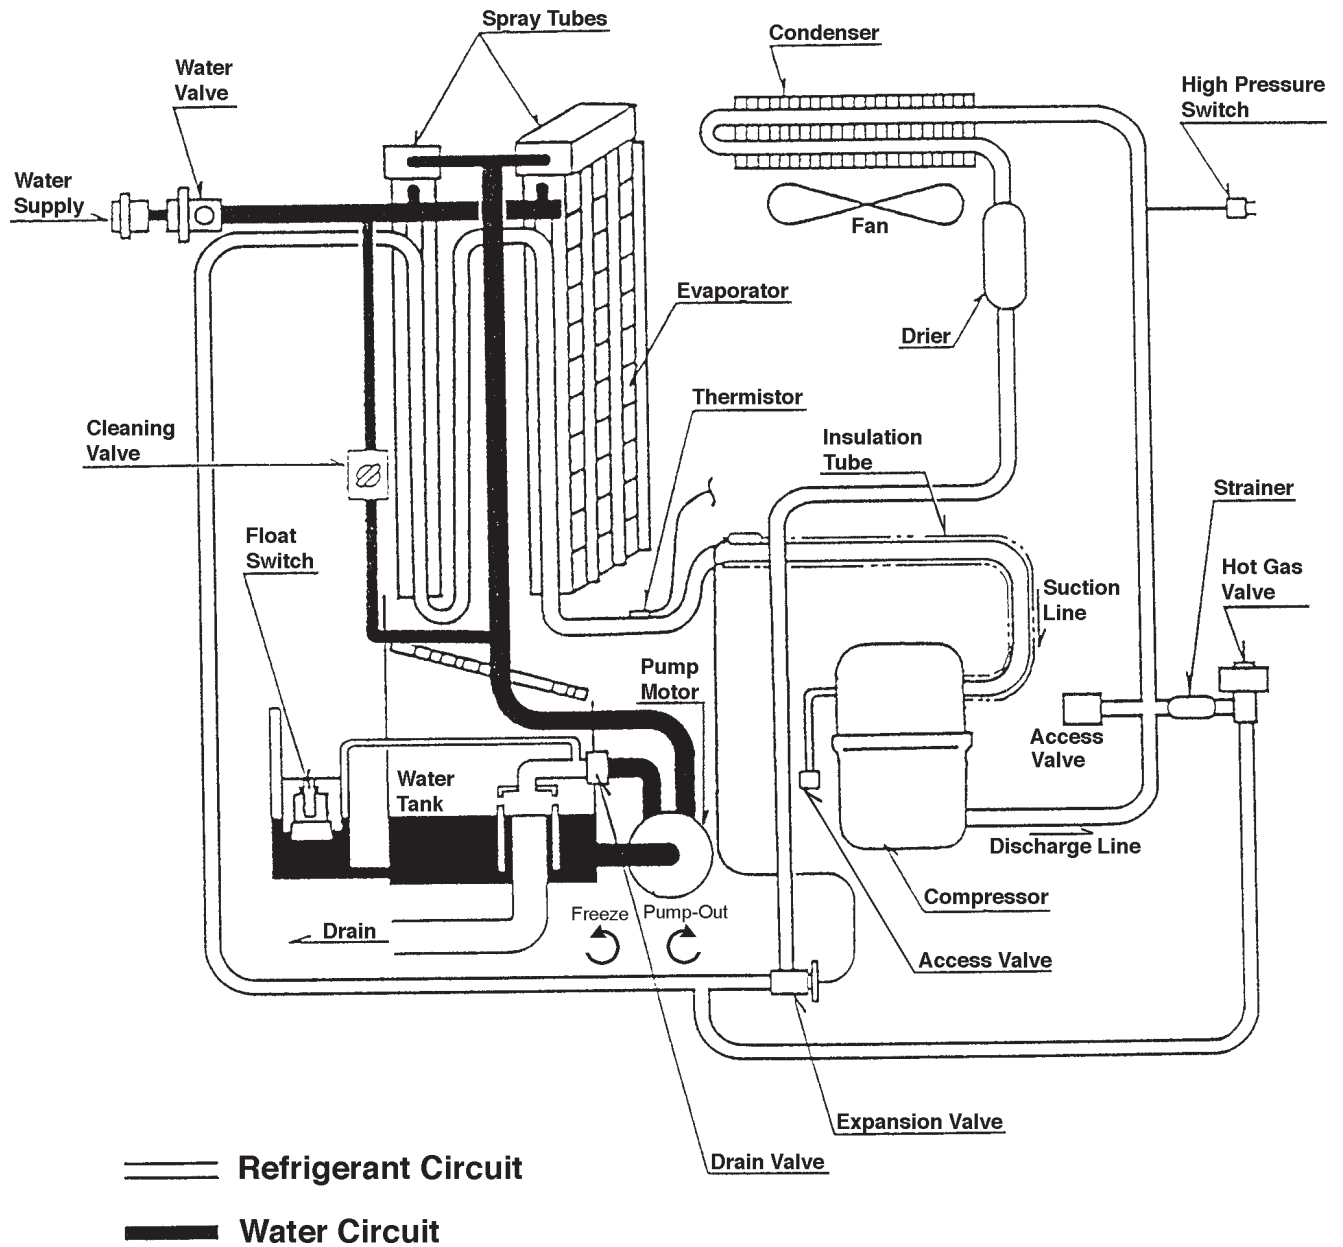 Spray Tubes
Condenser
Water
Valve
High Pressure
Switch
Water
Supply
Fan
Evaporator
Drier
Thermistor
Cleaning
Valve
Insulation
Tube
Strainer
Float
Switch
Hot Gas
Valve
Suction
Line
Pump
Motor
Access
Valve
Water
Tank
Discharge Line
Compressor
Freeze
Pump-Out
Drain
Access Valve
Expansion Valve
Drain Valve
Refrigerant Circuit
Water Circuit